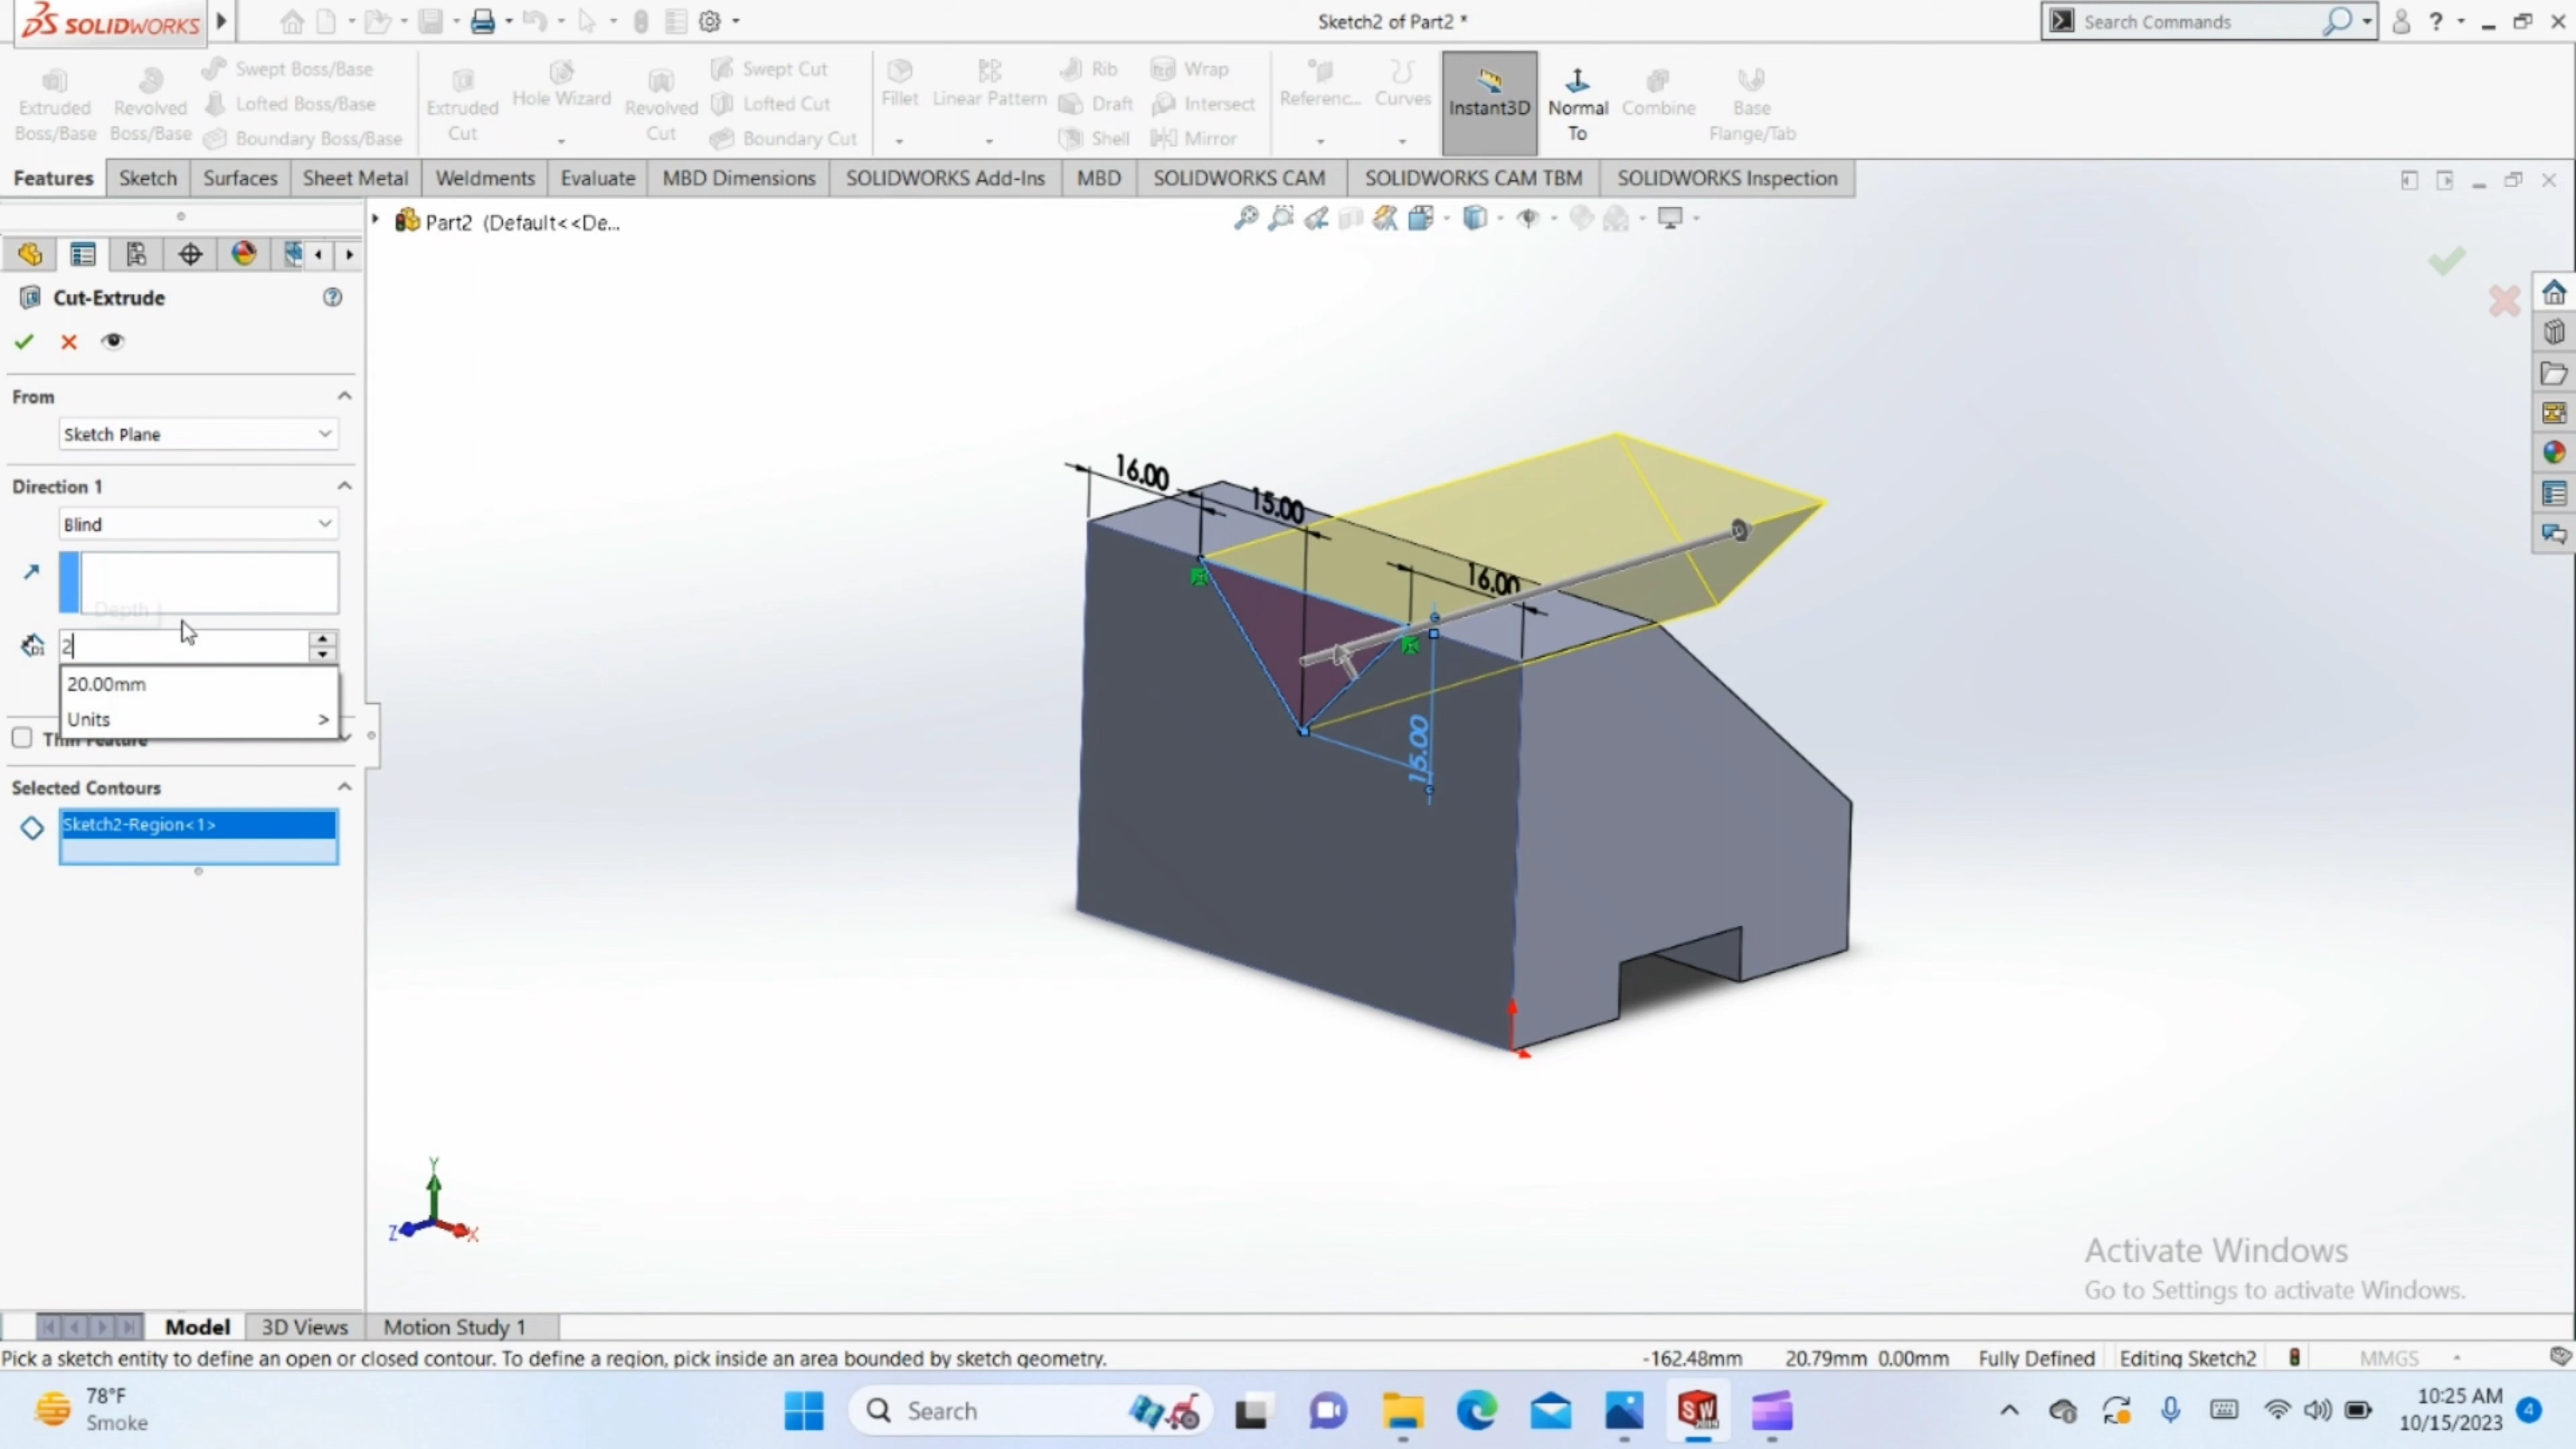 SOLIDWORKS
Sketch2 of Part2 *
Search Commands
?
Extruded Boss/Base
Revolved Boss/Base
Swept Boss/Base
Lofted Boss/Base
Boundary Boss/Base
Extruded Cut
Hole Wizard
Revolved Cut
Swept Cut
Lofted Cut
Boundary Cut
Fillet
Linear Pattern
Rib
Draft
Shell
Wrap
Intersect
Mirror
Referenc...
Curves
Instant3D
Normal To
Combine
Base Flange/Tab
Features
Sketch
Surfaces
Sheet Metal
Weldments
Evaluate
MBD Dimensions
SOLIDWORKS Add-Ins
MBD
SOLIDWORKS CAM
SOLIDWORKS CAM TBM
SOLIDWORKS Inspection
Part2 (Default<<De...
Cut-Extrude
From
Sketch Plane
Direction 1
Blind
Depth
D1
2
20.00mm
Units >
Thin Feature
Selected Contours
Sketch2-Region<1>
16.00
15.00
16.00
15.00
Y
Z
X
Activate Windows
Go to Settings to activate Windows.
Model
3D Views
Motion Study 1
Pick a sketch entity to define an open or closed contour. To define a region, pick inside an area bounded by sketch geometry.
-162.48mm
20.79mm 0.00mm
Fully Defined
Editing Sketch2
MMGS
78°F
Smoke
Search
SW
2019
10:25 AM
10/15/2023
4